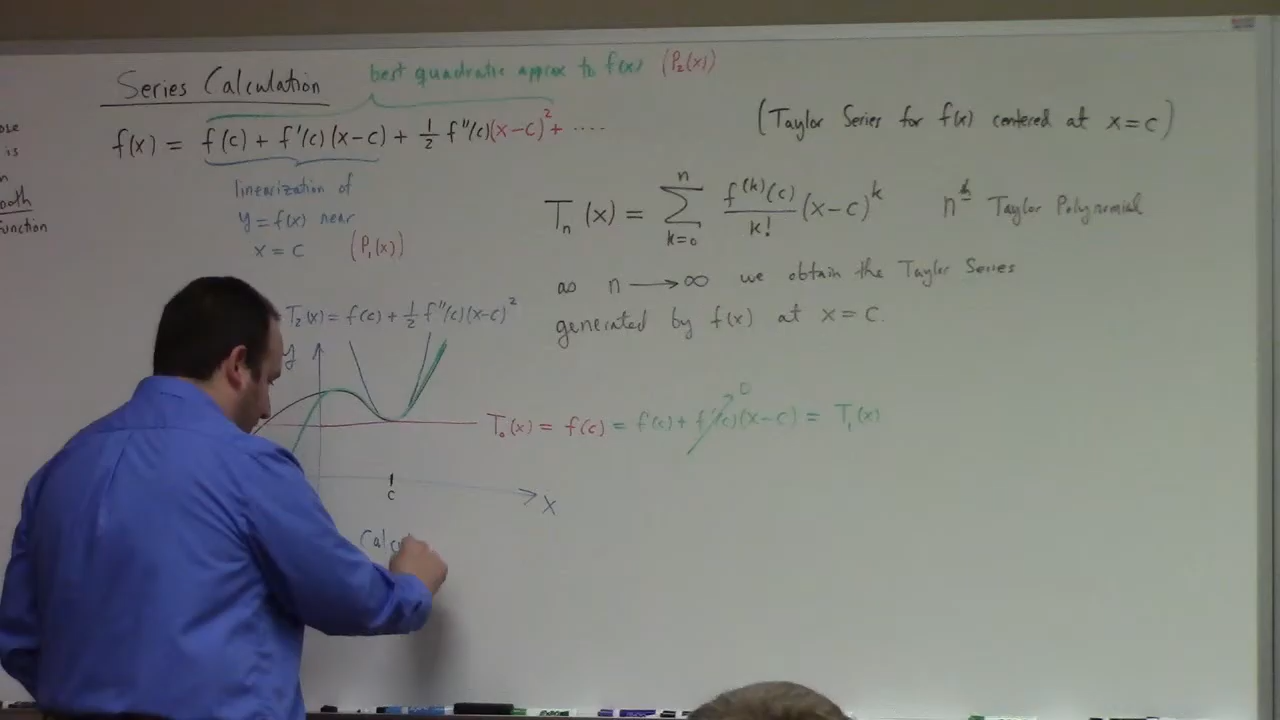 Series Calculation
best quadratic approx to f(x) (P₂(x))
f(x) = f(c) + f'(c)(x-c) + ½ f''(c)(x-c)² + ....
(Taylor Series for f(x) centered at x=c)
is
function
linearization of
y = f(x) near
x = c (P₁(x))
Tₙ(x) = Σ_{k=0}^{n} f⁽ᵏ⁾(c)/k! (x-c)ᵏ nth Taylor Polynomial
as n → ∞ we obtain the Taylor Series
generated by f(x) at x = c.
T₂(x) = f(c) + ½ f''(c)(x-c)²
y
T₀(x) = f(c) = f(c) + f'(c)(x-c) = T₁(x)
0
c
x
Calc